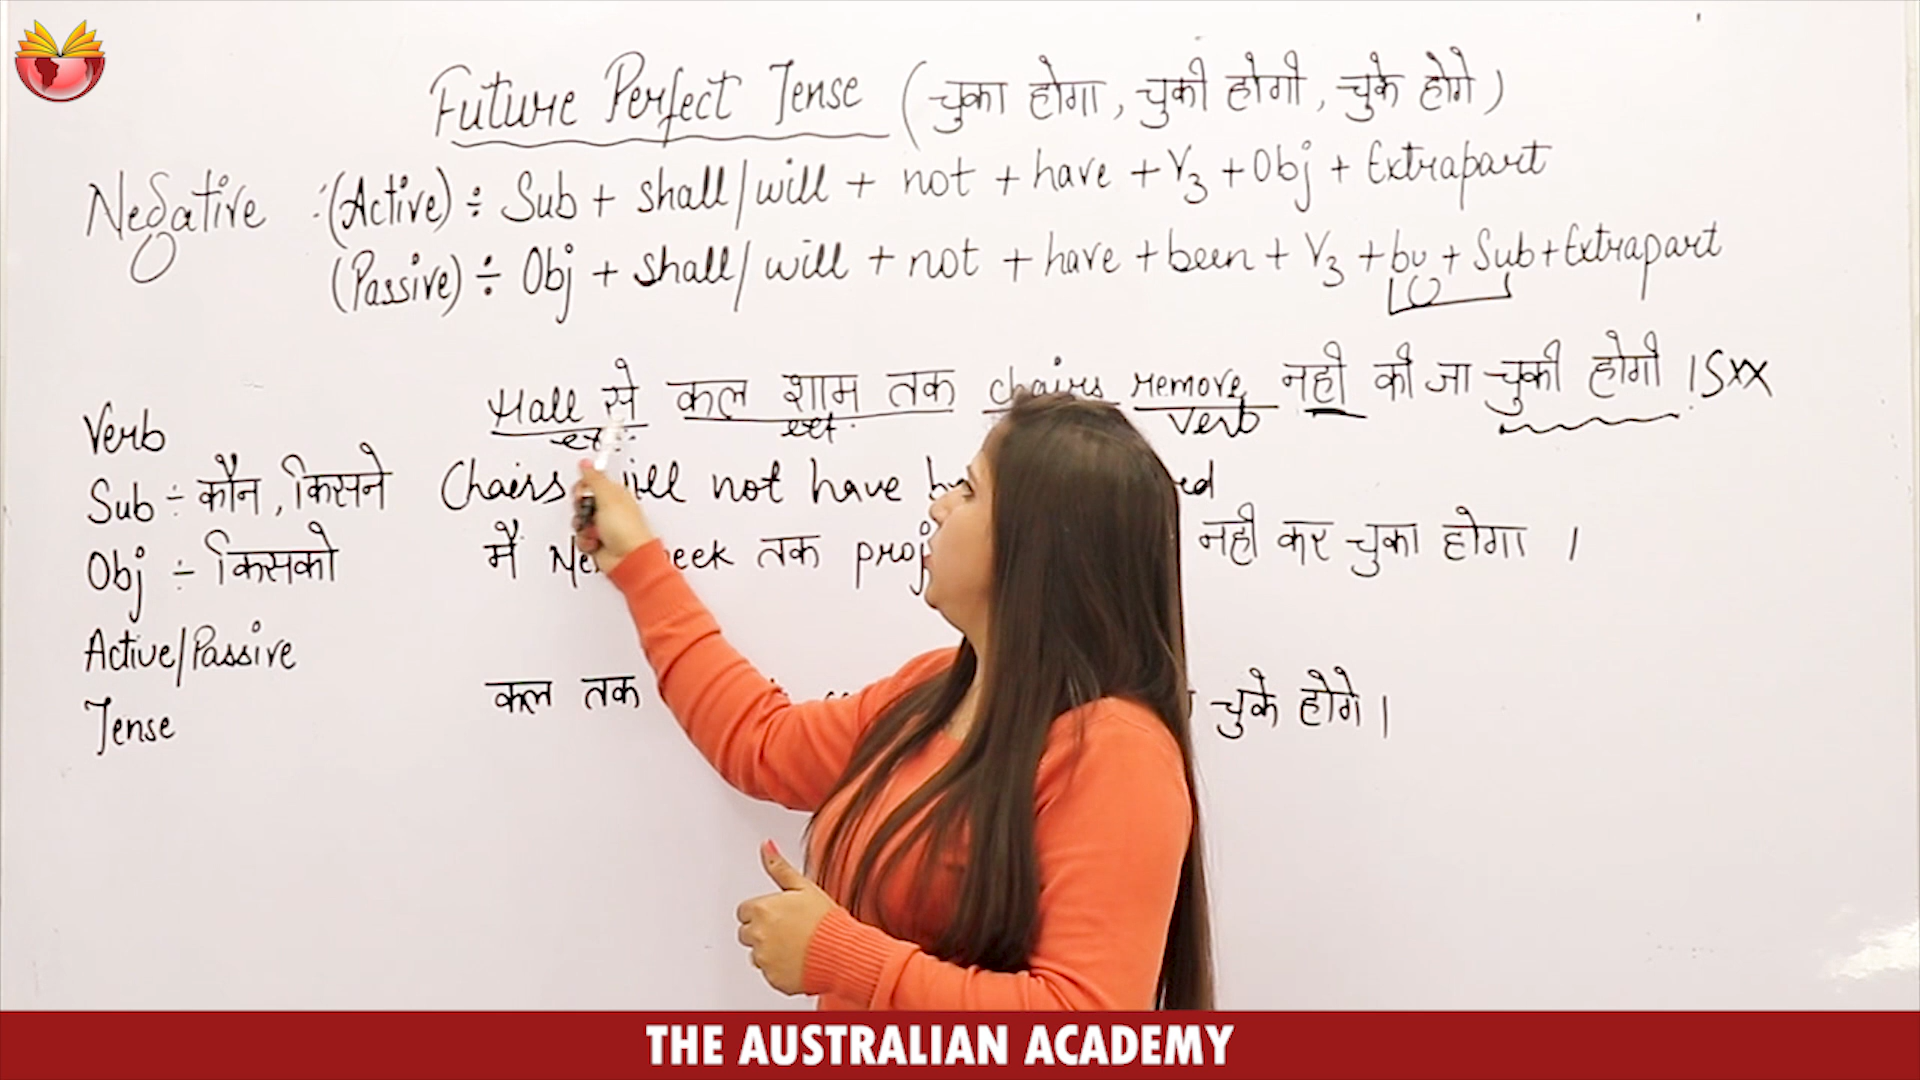 Future Perfect Tense (चुका होगा, चुकी होगी, चुके होगे)
Negative :(Active) ÷ Sub + shall/will + not + have + V3 + Obj + Extrapart
(Passive) ÷ Obj + shall/will + not + have + been + V3 + by + Sub + Extrapart
Hall से कल शाम तक chairs remove नही की जा चुकी होगी । Sxx
ext. Verb
Verb
Sub ÷ कौन, किसने
Chairs will not have
Obj ÷ किसको
मैं week तक नही कर चुका होगा ।
Active/Passive
कल तक चुके होगे ।
Tense
THE AUSTRALIAN ACADEMY